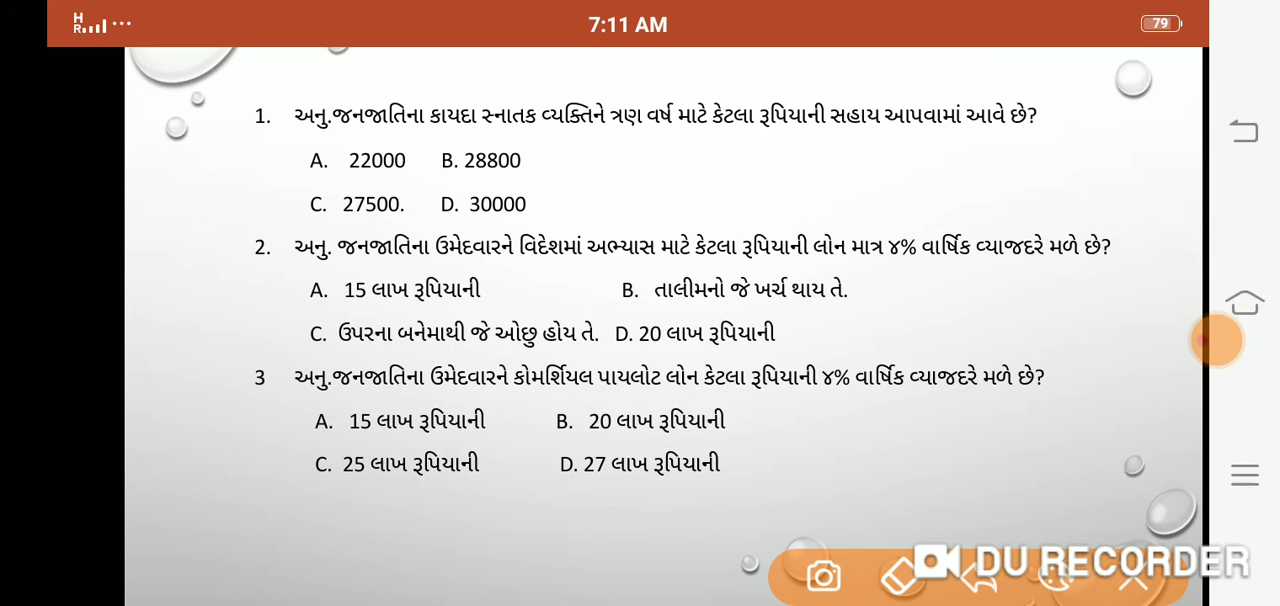 HR 7:11 AM 79
1. અનુ.જનજાતિના કાયદા સ્નાતક વ્યક્તિને ત્રણ વર્ષ માટે કેટલા રૂપિયાની સહાય આપવામાં આવે છે?
A. 22000 B. 28800
C. 27500. D. 30000
2. અનુ. જનજાતિના ઉમેદવારને વિદેશમાં અભ્યાસ માટે કેટલા રૂપિયાની લોન માત્ર ૪% વાર્ષિક વ્યાજદરે મળે છે?
A. 15 લાખ રૂપિયાની B. તાલીમનો જે ખર્ચ થાય તે.
C. ઉપરના બનેમાથી જે ઓછુ હોય તે. D. 20 લાખ રૂપિયાની
3 અનુ.જનજાતિના ઉમેદવારને કોમર્શિયલ પાયલોટ લોન કેટલા રૂપિયાની ૪% વાર્ષિક વ્યાજદરે મળે છે?
A. 15 લાખ રૂપિયાની B. 20 લાખ રૂપિયાની
C. 25 લાખ રૂપિયાની D. 27 લાખ રૂપિયાની
DU RECORDER